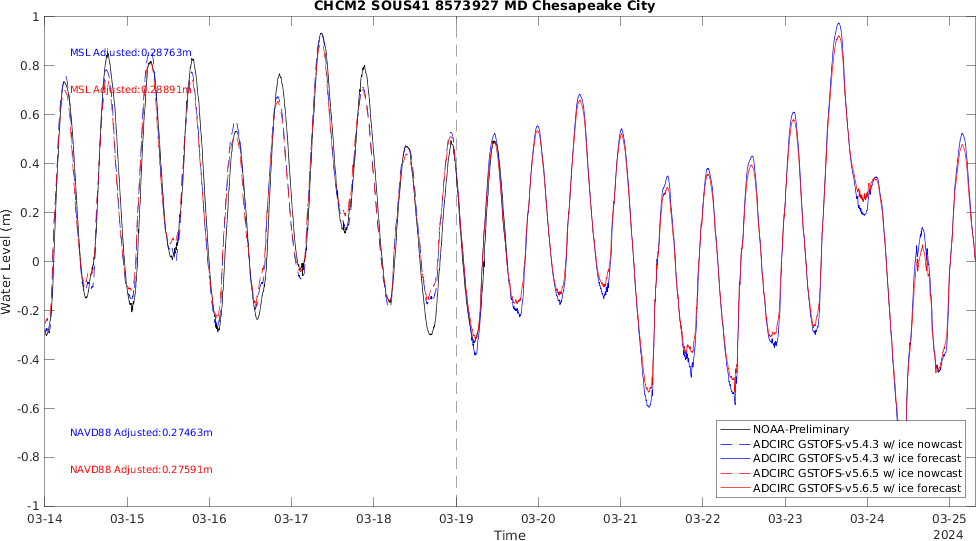 CHCM2 SOUS41 8573927 MD Chesapeake City
1
0.8
0.6
0.4
0.2
0
-0.2
-0.4
-0.6
-0.8
-1
Water Level (m)
MSL Adjusted:0.28763m
MSL Adjusted:0.28891m
NAVD88 Adjusted:0.27463m
NAVD88 Adjusted:0.27591m
NOAA-Preliminary
ADCIRC GSTOFS-v5.4.3 w/ ice nowcast
ADCIRC GSTOFS-v5.4.3 w/ ice forecast
ADCIRC GSTOFS-v5.6.5 w/ ice nowcast
ADCIRC GSTOFS-v5.6.5 w/ ice forecast
03-14 03-15 03-16 03-17 03-18 03-19 03-20 03-21 03-22 03-23 03-24 03-25
2024
Time